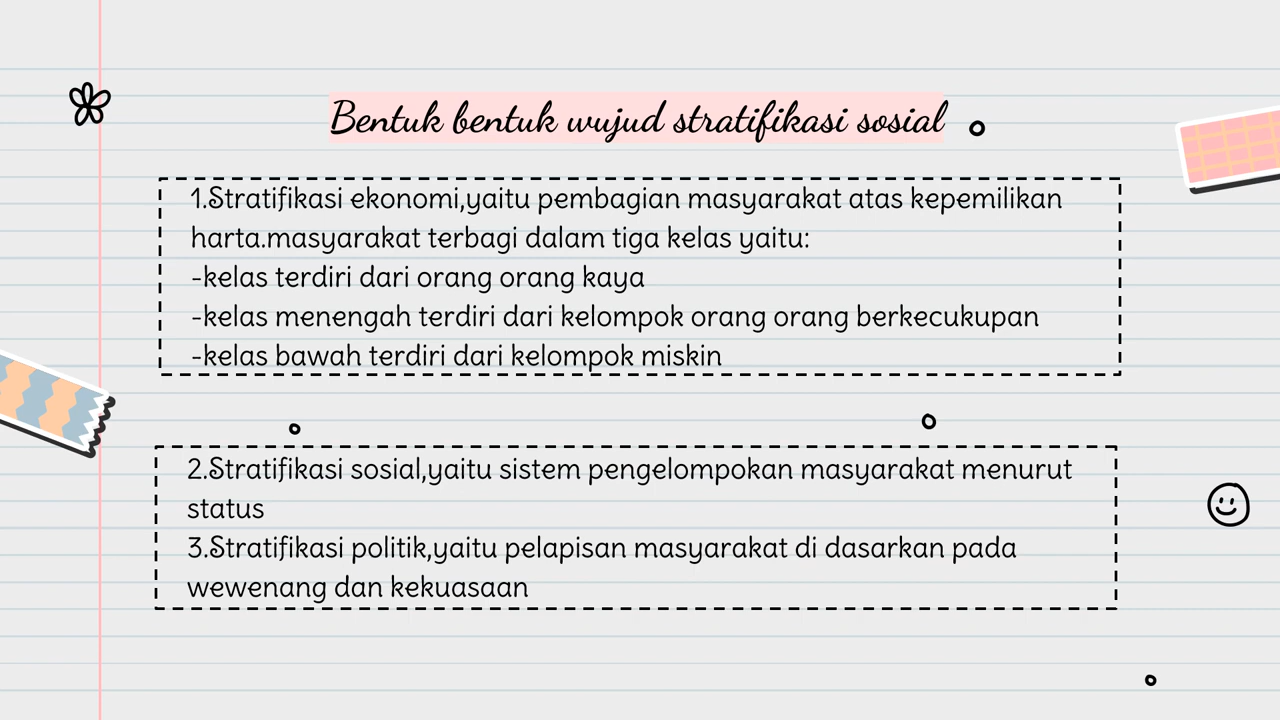 Bentuk bentuk wujud stratifikasi sosial
1.Stratifikasi ekonomi,yaitu pembagian masyarakat atas kepemilikan
harta.masyarakat terbagi dalam tiga kelas yaitu:
-kelas terdiri dari orang orang kaya
-kelas menengah terdiri dari kelompok orang orang berkecukupan
-kelas bawah terdiri dari kelompok miskin
2.Stratifikasi sosial,yaitu sistem pengelompokan masyarakat menurut
status
3.Stratifikasi politik,yaitu pelapisan masyarakat di dasarkan pada
wewenang dan kekuasaan